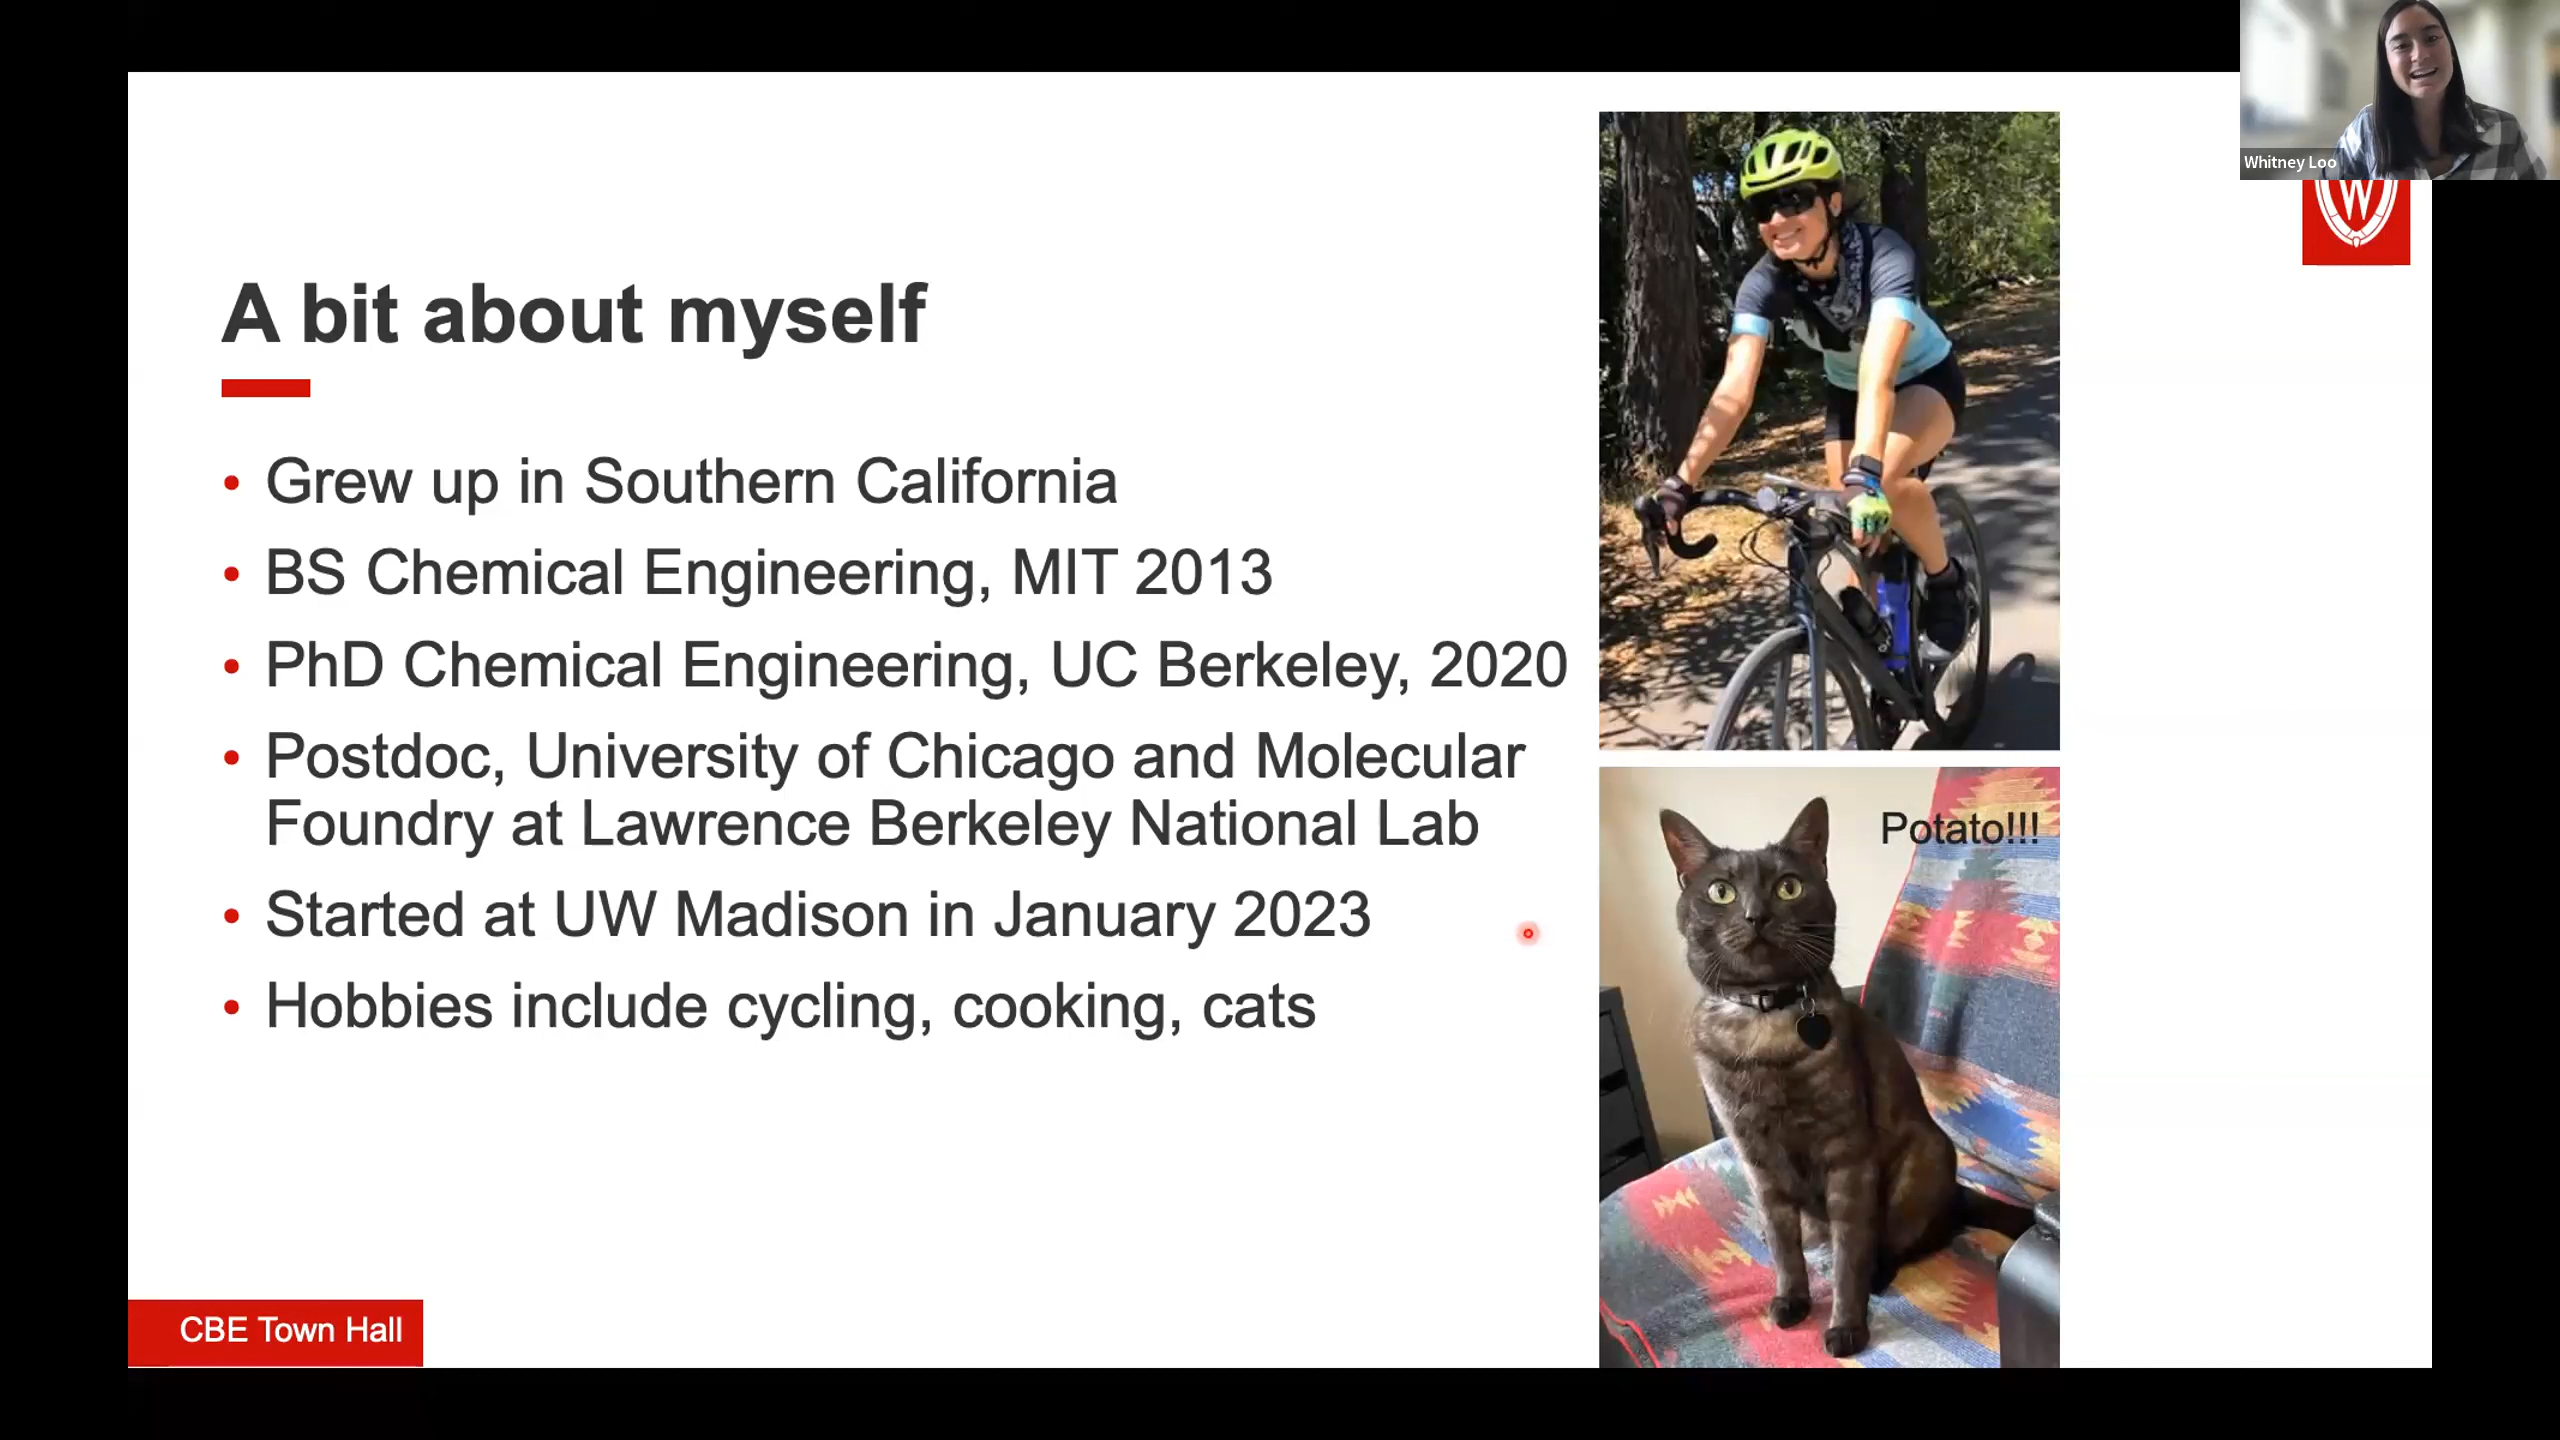 Whitney Loo
W
A bit about myself
• Grew up in Southern California
• BS Chemical Engineering, MIT 2013
• PhD Chemical Engineering, UC Berkeley, 2020
• Postdoc, University of Chicago and Molecular
Foundry at Lawrence Berkeley National Lab
• Started at UW Madison in January 2023
• Hobbies include cycling, cooking, cats
Potato!!!
CBE Town Hall